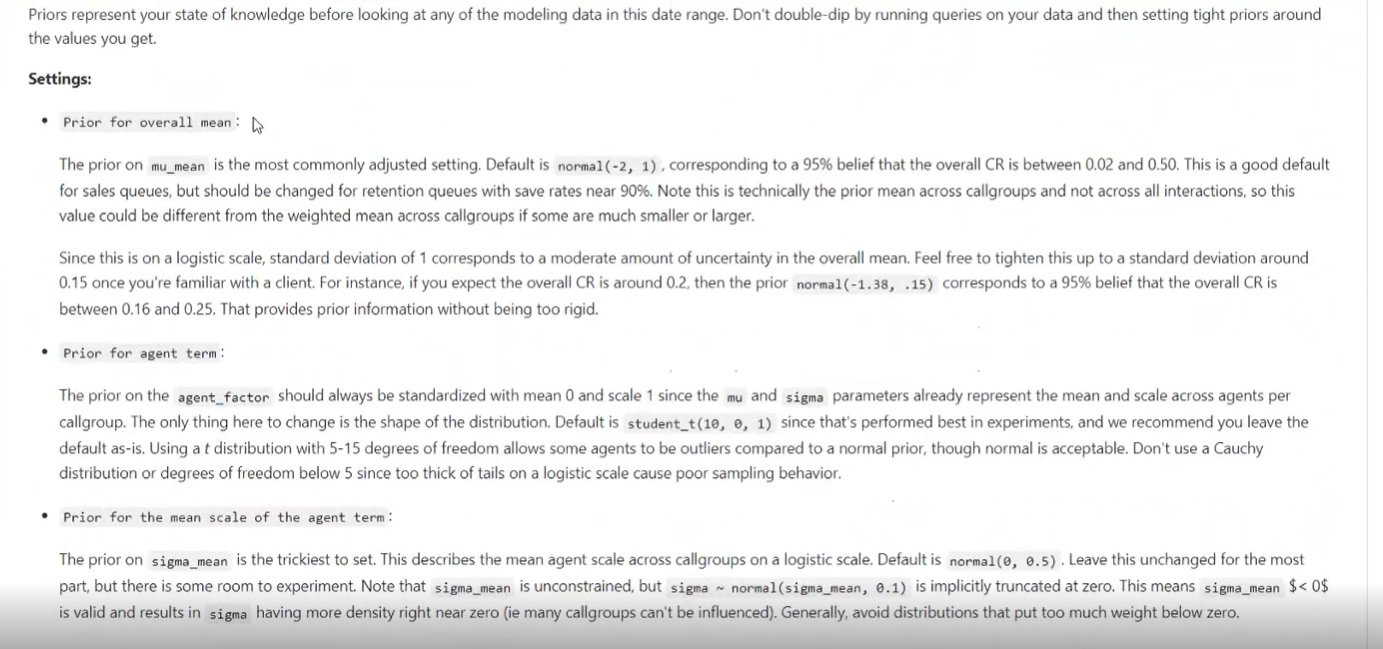 Priors represent your state of knowledge before looking at any of the modeling data in this date range. Don't double-dip by running queries on your data and then setting tight priors around
the values you get.
Settings:
• Prior for overall mean:
The prior on mu_mean is the most commonly adjusted setting. Default is normal(-2, 1), corresponding to a 95% belief that the overall CR is between 0.02 and 0.50. This is a good default
for sales queues, but should be changed for retention queues with save rates near 90%. Note this is technically the prior mean across callgroups and not across all interactions, so this
value could be different from the weighted mean across callgroups if some are much smaller or larger.
Since this is on a logistic scale, standard deviation of 1 corresponds to a moderate amount of uncertainty in the overall mean. Feel free to tighten this up to a standard deviation around
0.15 once you're familiar with a client. For instance, if you expect the overall CR is around 0.2, then the prior normal(-1.38, .15) corresponds to a 95% belief that the overall CR is
between 0.16 and 0.25. That provides prior information without being too rigid.
• Prior for agent term:
The prior on the agent_factor should always be standardized with mean 0 and scale 1 since the mu and sigma parameters already represent the mean and scale across agents per
callgroup. The only thing here to change is the shape of the distribution. Default is student_t(10, 0, 1) since that's performed best in experiments, and we recommend you leave the
default as-is. Using a t distribution with 5-15 degrees of freedom allows some agents to be outliers compared to a normal prior, though normal is acceptable. Don't use a Cauchy
distribution or degrees of freedom below 5 since too thick of tails on a logistic scale cause poor sampling behavior.
• Prior for the mean scale of the agent term:
The prior on sigma_mean is the trickiest to set. This describes the mean agent scale across callgroups on a logistic scale. Default is normal(0, 0.5). Leave this unchanged for the most
part, but there is some room to experiment. Note that sigma_mean is unconstrained, but sigma ~ normal(sigma_mean, 0.1) is implicitly truncated at zero. This means sigma_mean $< 0$
is valid and results in sigma having more density right near zero (ie many callgroups can't be influenced). Generally, avoid distributions that put too much weight below zero.